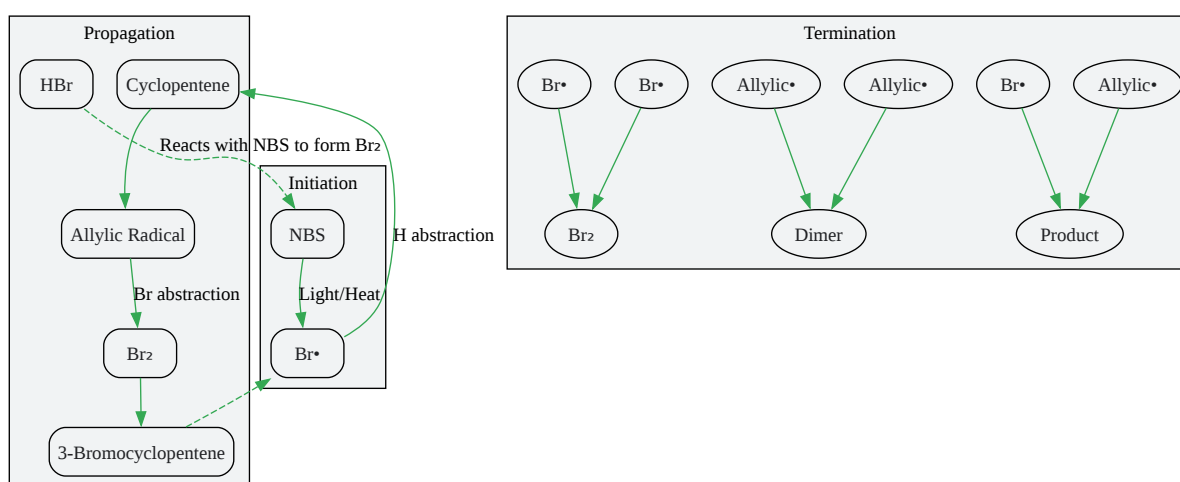 Propagation
HBr
Cyclopentene
Reacts with NBS to form Br₂
Initiation
Allylic Radical
NBS
H abstraction
Br abstraction
Light/Heat
Br₂
Br•
3-Bromocyclopentene
Termination
Br•
Br•
Allylic•
Allylic•
Br•
Allylic•
Br₂
Dimer
Product